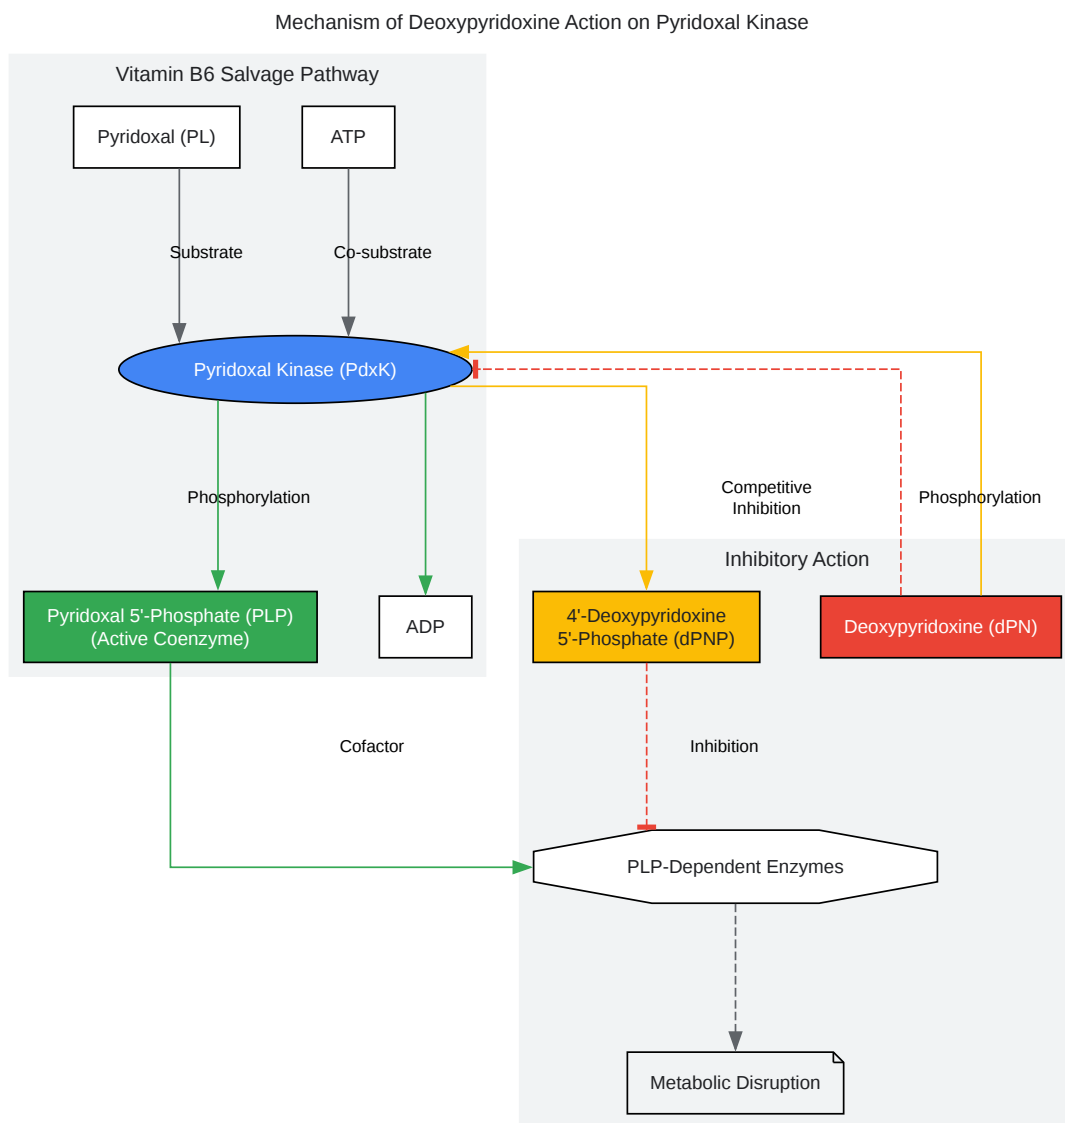 Mechanism of Deoxypyridoxine Action on Pyridoxal Kinase
Vitamin B6 Salvage Pathway
Pyridoxal (PL)
ATP
Substrate
Co-substrate
Pyridoxal Kinase (PdxK)
Phosphorylation
Competitive
Inhibition
Phosphorylation
Inhibitory Action
Pyridoxal 5'-Phosphate (PLP)
(Active Coenzyme)
ADP
4'-Deoxypyridoxine
5'-Phosphate (dPNP)
Deoxypyridoxine (dPN)
Cofactor
Inhibition
PLP-Dependent Enzymes
Metabolic Disruption